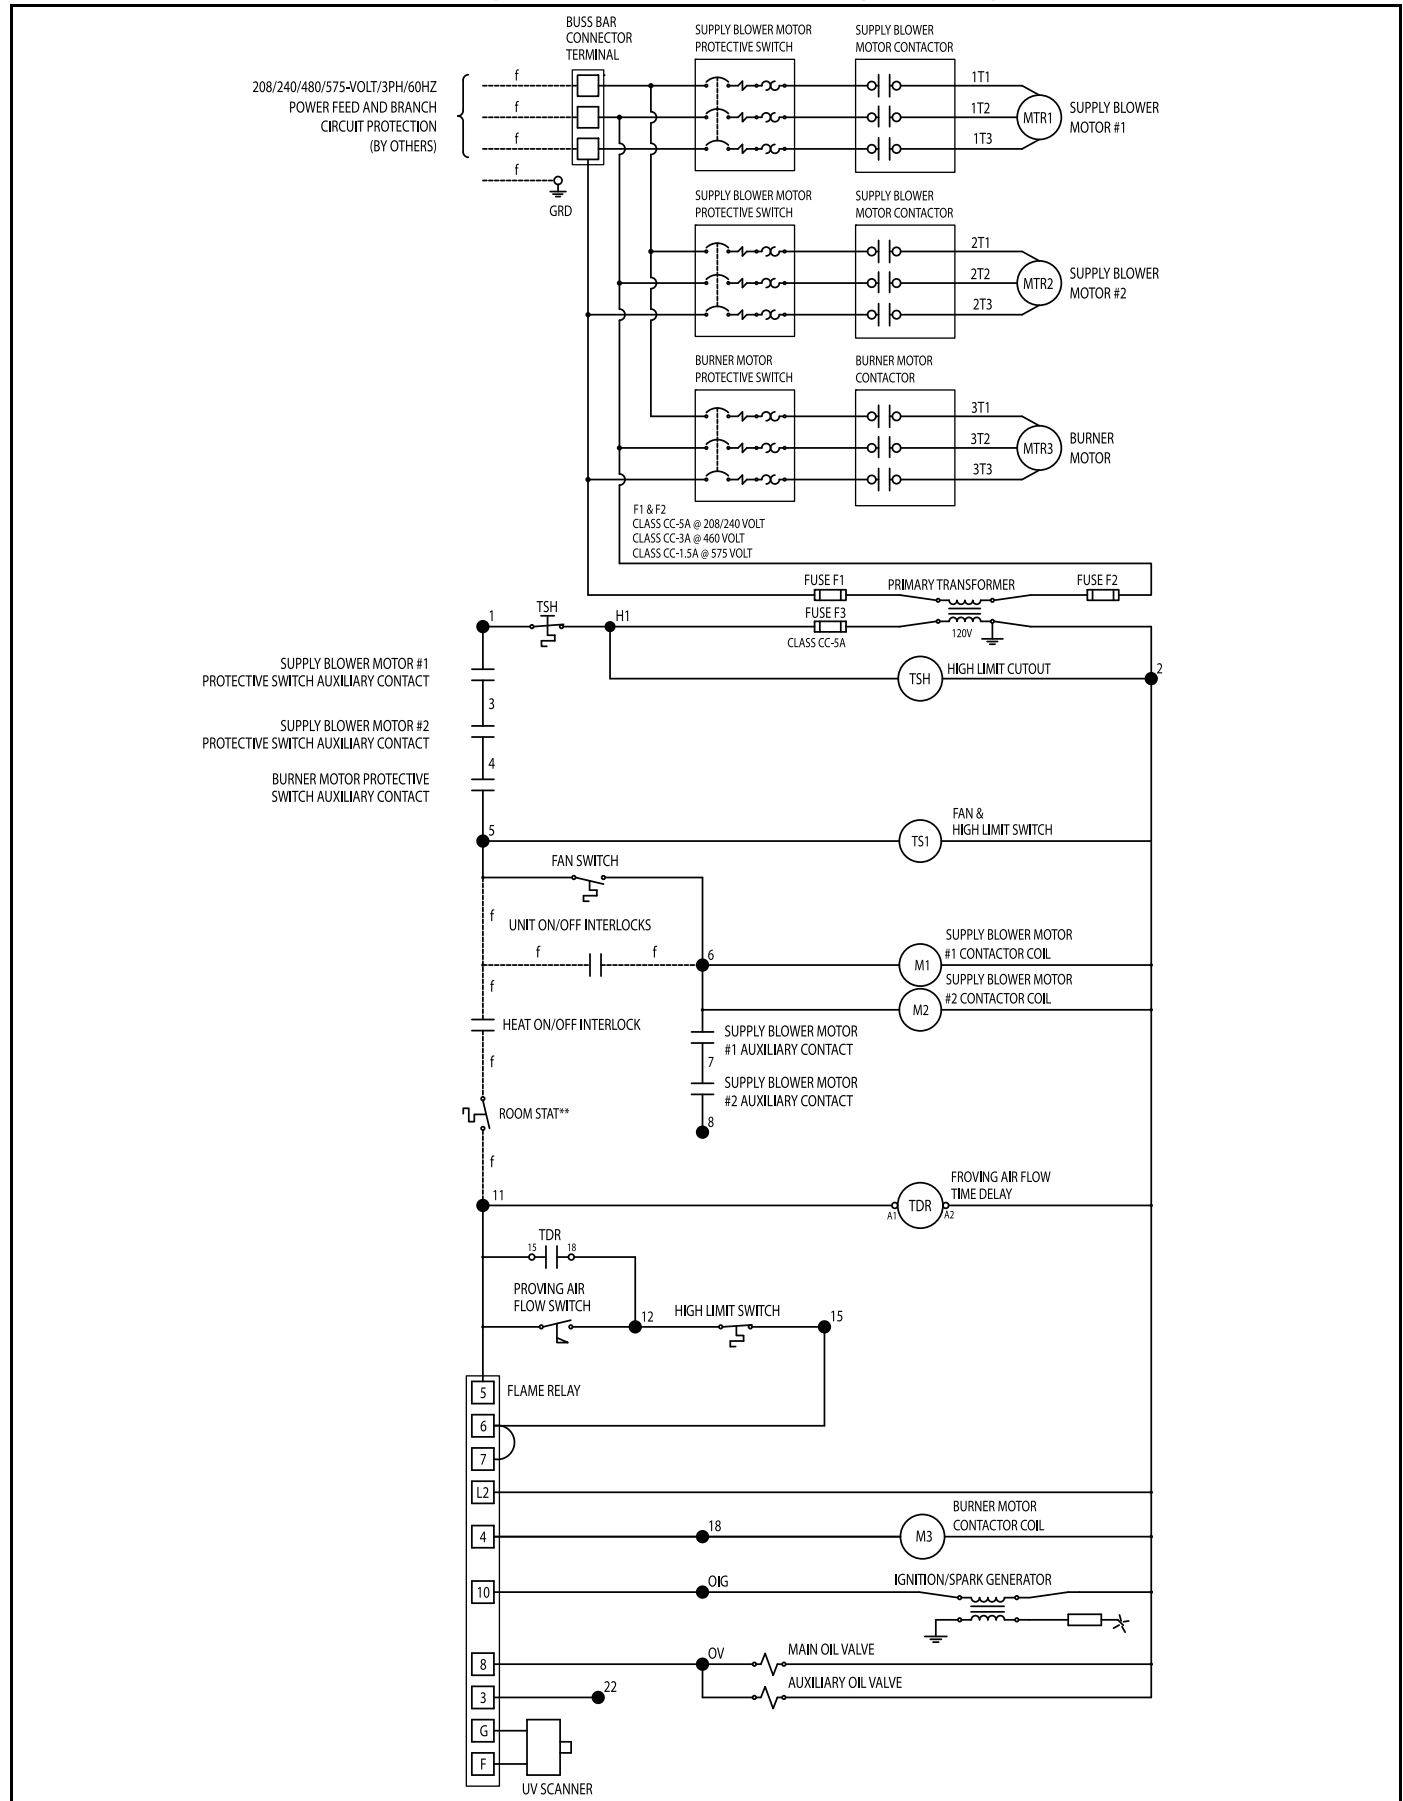 BUSS BAR
CONNECTOR
TERMINAL
SUPPLY BLOWER MOTOR
PROTECTIVE SWITCH
SUPPLY BLOWER
MOTOR CONTACTOR
208/240/480/575-VOLT/3PH/60HZ
POWER FEED AND BRANCH
CIRCUIT PROTECTION
(BY OTHERS)
f
f
f
f
GRD
1T1
1T2
1T3
MTR1
SUPPLY BLOWER
MOTOR #1
SUPPLY BLOWER MOTOR
PROTECTIVE SWITCH
SUPPLY BLOWER
MOTOR CONTACTOR
2T1
2T2
2T3
MTR2
SUPPLY BLOWER
MOTOR #2
BURNER MOTOR
PROTECTIVE SWITCH
BURNER MOTOR
CONTACTOR
3T1
3T2
3T3
MTR3
BURNER
MOTOR
F1 & F2
CLASS CC-5A @ 208/240 VOLT
CLASS CC-3A @ 460 VOLT
CLASS CC-1.5A @ 575 VOLT
FUSE F1
PRIMARY TRANSFORMER
FUSE F2
1
TSH
H1
FUSE F3
CLASS CC-5A
120V
SUPPLY BLOWER MOTOR #1
PROTECTIVE SWITCH AUXILIARY CONTACT
TSH
HIGH LIMIT CUTOUT
2
3
SUPPLY BLOWER MOTOR #2
PROTECTIVE SWITCH AUXILIARY CONTACT
4
BURNER MOTOR PROTECTIVE
SWITCH AUXILIARY CONTACT
5
TS1
FAN &
HIGH LIMIT SWITCH
FAN SWITCH
f
UNIT ON/OFF INTERLOCKS
f
f
6
M1
SUPPLY BLOWER MOTOR
#1 CONTACTOR COIL
f
M2
SUPPLY BLOWER MOTOR
#2 CONTACTOR COIL
HEAT ON/OFF INTERLOCK
SUPPLY BLOWER MOTOR
#1 AUXILIARY CONTACT
f
7
SUPPLY BLOWER MOTOR
#2 AUXILIARY CONTACT
ROOM STAT**
8
f
11
A1
TDR
A2
FROVING AIR FLOW
TIME DELAY
TDR
15
18
PROVING AIR
FLOW SWITCH
12
HIGH LIMIT SWITCH
15
5
FLAME RELAY
6
7
L2
4
18
M3
BURNER MOTOR
CONTACTOR COIL
10
OIG
IGNITION/SPARK GENERATOR
8
OV
MAIN OIL VALVE
AUXILIARY OIL VALVE
3
22
G
F
UV SCANNER